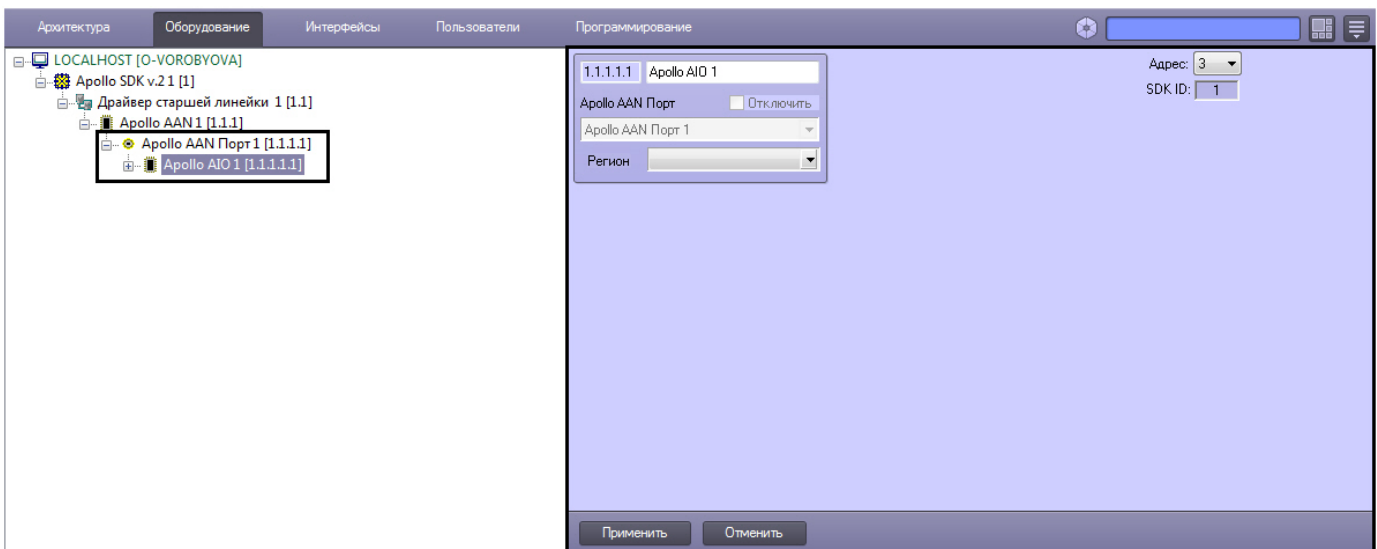 Архитектура Оборудование Интерфейсы Пользователи Программирование
LOCALHOST [O-VOROBYOVA]
Apollo SDK v.2 1 [1]
Драйвер старшей линейки 1 [1.1]
Apollo AAN 1 [1.1.1]
Apollo AAN Порт 1 [1.1.1.1]
Apollo AIO 1 [1.1.1.1.1]
1.1.1.1.1 Apollo AIO 1
Apollo AAN Порт Отключить
Apollo AAN Порт 1
Регион
Адрес: 3
SDK ID: 1
Применить Отменить